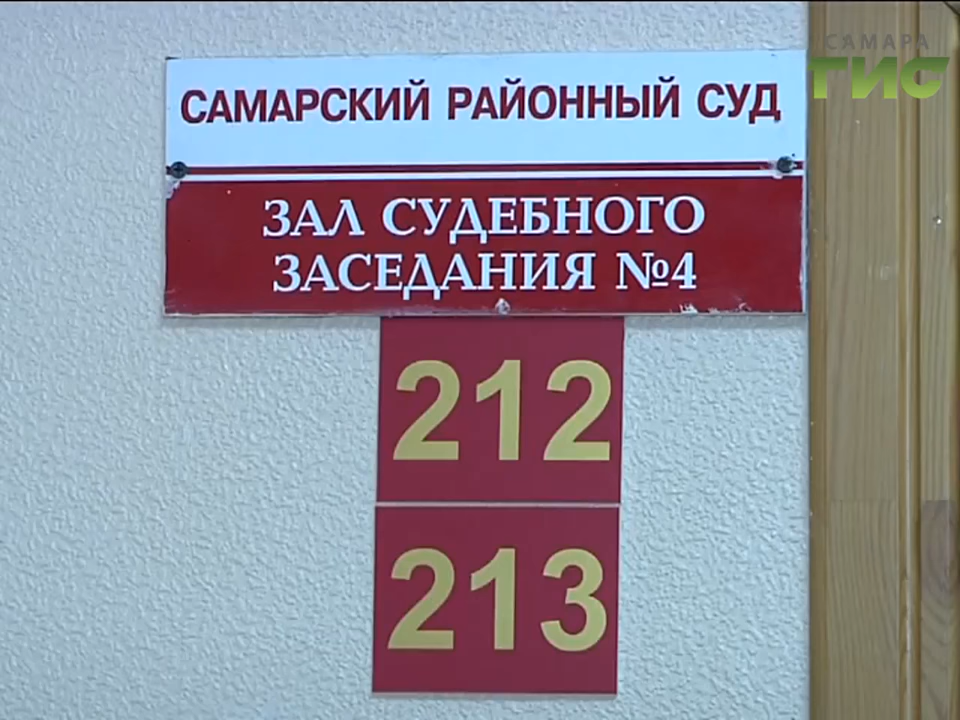 САМАРА
ГИС
САМАРСКИЙ РАЙОННЫЙ СУД
ЗАЛ СУДЕБНОГО
ЗАСЕДАНИЯ №4
212
213